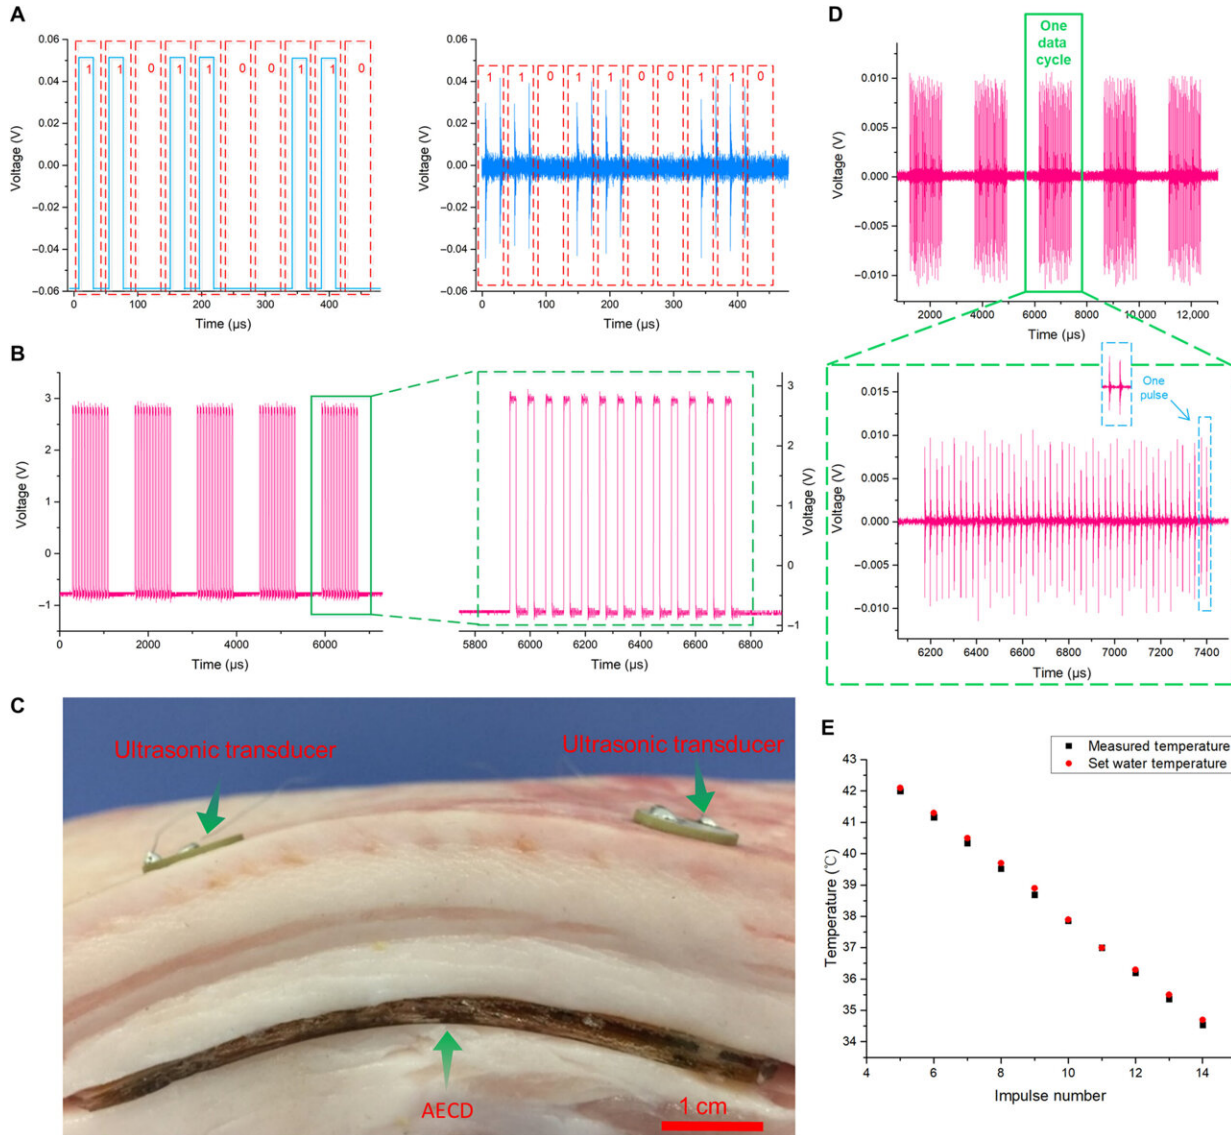 A
0.06
0.04
0.02
0.00
−0.02
−0.04
−0.06
Voltage (V)
1 1 0 1 1 0 0 1 1 0
0 100 200 300 400
Time (µs)
0.06
0.04
0.02
0.00
−0.02
−0.04
−0.06
Voltage (V)
1 1 0 1 1 0 0 1 1 0
0 100 200 300 400
Time (µs)
B
3
2
1
0
−1
Voltage (V)
0 2000 4000 6000
Time (µs)
3
2
1
0
−1
Voltage (V)
5800 6000 6200 6400 6600 6800
Time (µs)
C
Ultrasonic transducer
Ultrasonic transducer
AECD
1 cm
D
One
data
cycle
0.010
0.005
0.000
−0.005
−0.010
Voltage (V)
2000 4000 6000 8000 10,000 12,000
Time (µs)
One
pulse
0.015
0.010
0.005
0.000
−0.005
−0.010
Voltage (V)
6200 6400 6600 6800 7000 7200 7400
Time (µs)
E
Measured temperature
Set water temperature
43
42
41
40
39
38
37
36
35
34
Temperature (℃)
4 6 8 10 12 14
Impulse number